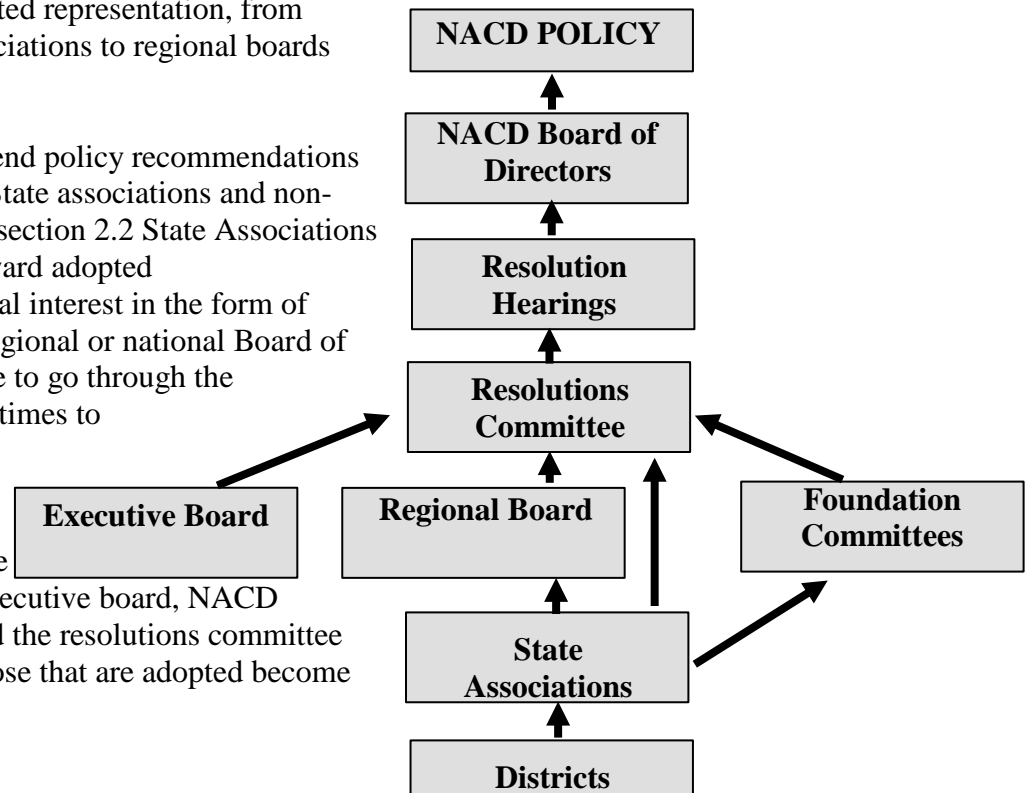 ted representation, from
ciations to regional boards
end policy recommendations
State associations and non-
section 2.2 State Associations
ward adopted
al interest in the form of
egional or national Board of
e to go through the
times to
e
xecutive board, NACD
d the resolutions committee
ose that are adopted become
NACD POLICY
NACD Board of
Directors
Resolution
Hearings
Resolutions
Committee
Executive Board
Regional Board
Foundation
Committees
State
Associations
Districts